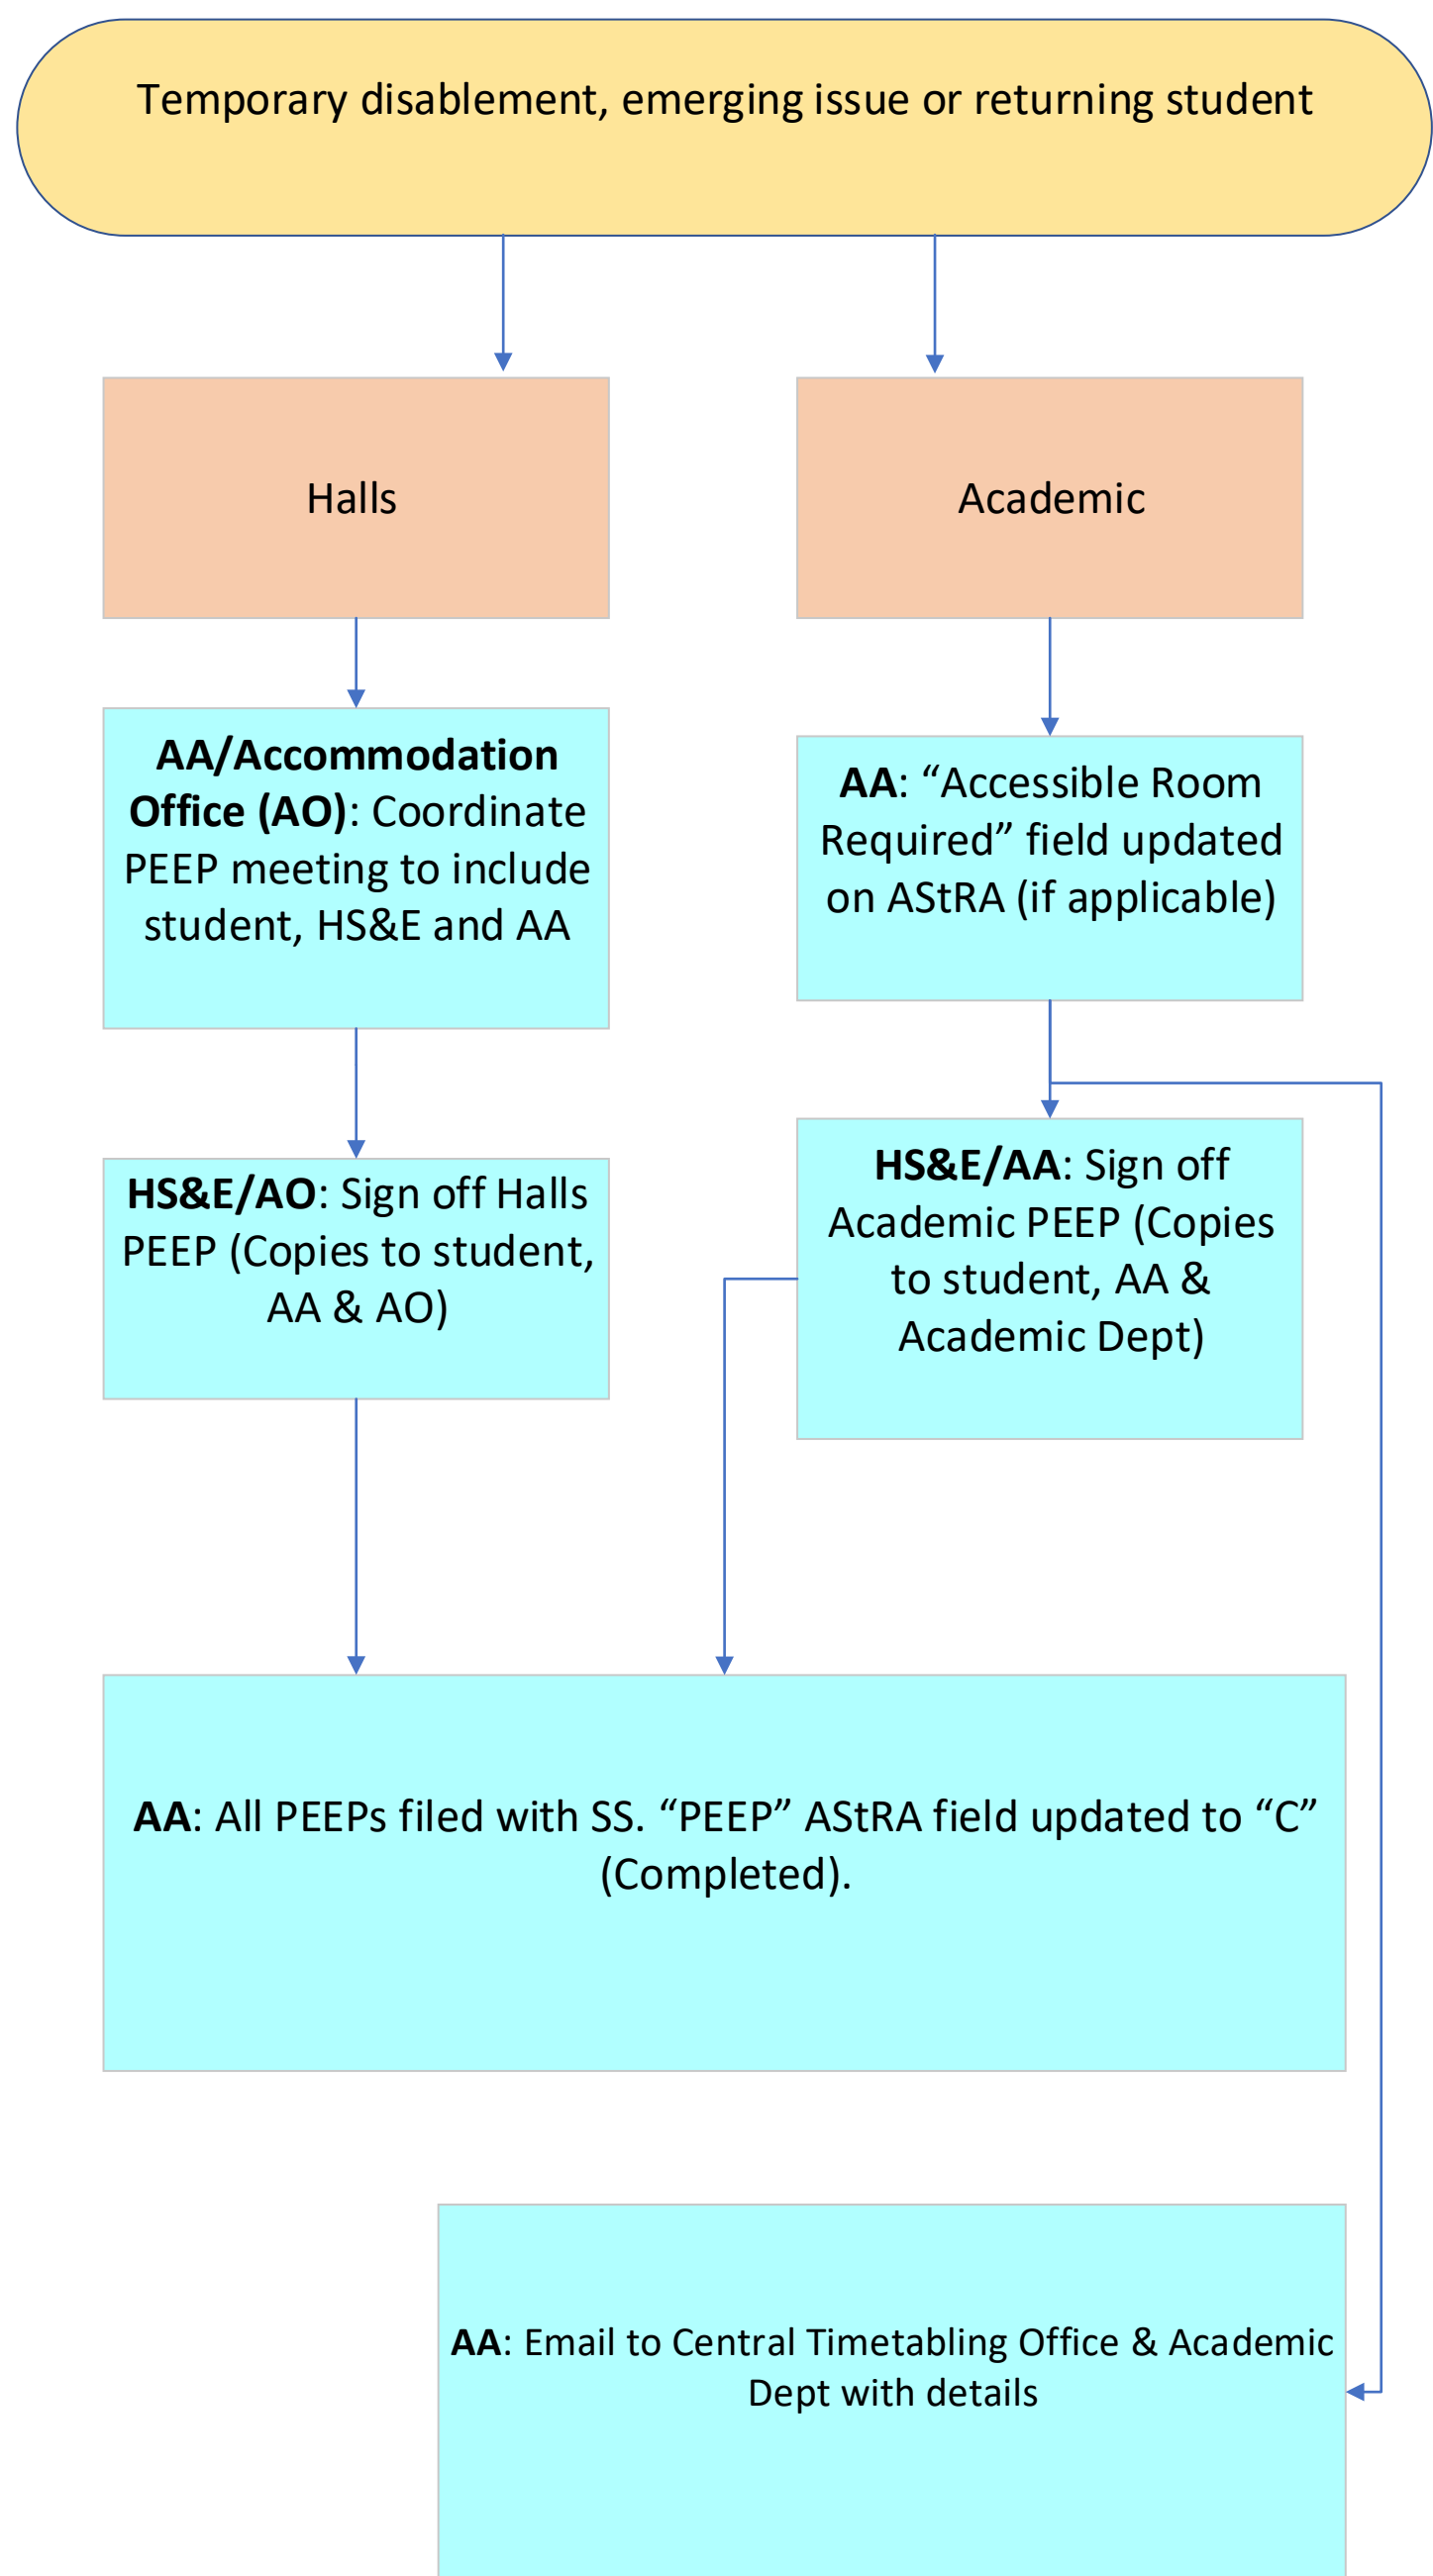 Temporary disablement, emerging issue or returning student
Halls
Academic
AA/Accommodation
Office (AO): Coordinate
PEEP meeting to include
student, HS&E and AA
AA: “Accessible Room
Required” field updated
on AStRA (if applicable)
HS&E/AO: Sign off Halls
PEEP (Copies to student,
AA & AO)
HS&E/AA: Sign off
Academic PEEP (Copies
to student, AA &
Academic Dept)
AA: All PEEPs filed with SS. “PEEP” AStRA field updated to “C”
(Completed).
AA: Email to Central Timetabling Office & Academic
Dept with details